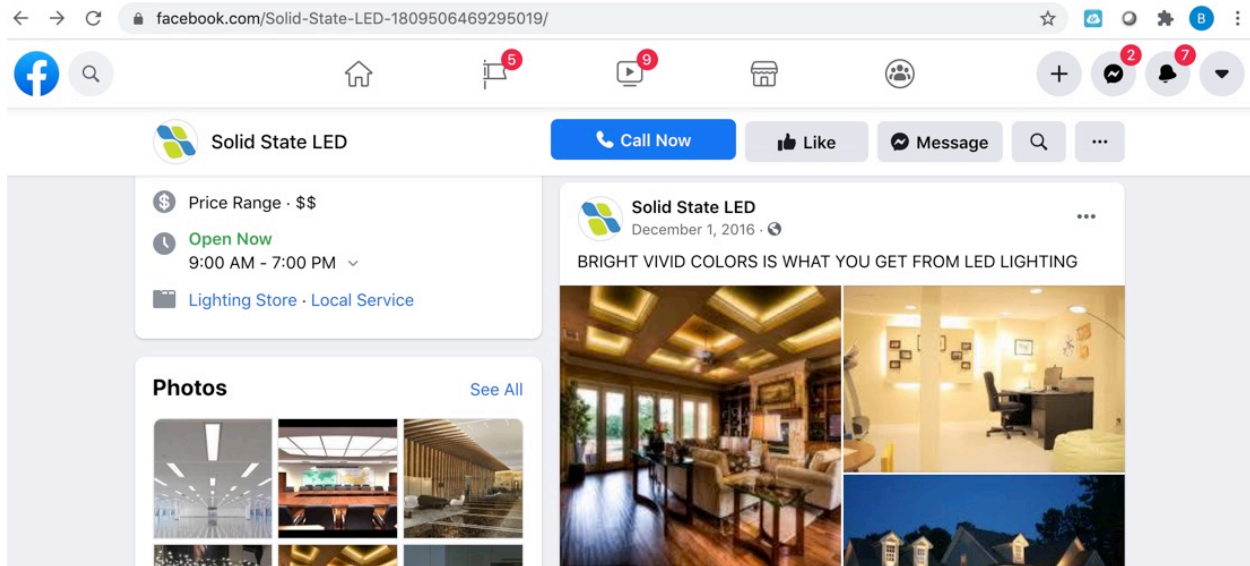 facebook.com/Solid-State-LED-1809506469295019/
B
5
9
2
7
Solid State LED
Call Now
Like
Message
Price Range · $$
Open Now
9:00 AM - 7:00 PM
Lighting Store · Local Service
Photos
See All
Solid State LED
December 1, 2016 ·
BRIGHT VIVID COLORS IS WHAT YOU GET FROM LED LIGHTING